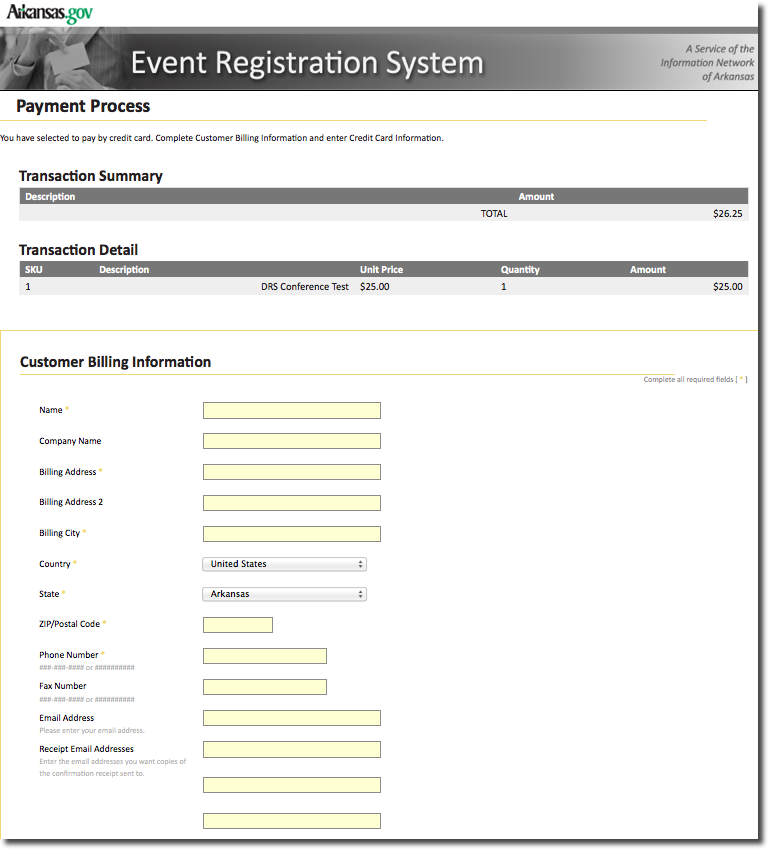 Arkansas.gov
Event Registration System
A Service of the
Information Network
of Arkansas
Payment Process
You have selected to pay by credit card. Complete Customer Billing Information and enter Credit Card Information.
Transaction Summary
Description Amount
TOTAL $26.25
Transaction Detail
SKU Description Unit Price Quantity Amount
1 DRS Conference Test $25.00 1 $25.00
Customer Billing Information
Complete all required fields [ * ]
Name *
Company Name
Billing Address *
Billing Address 2
Billing City *
Country * United States
State * Arkansas
ZIP/Postal Code *
Phone Number *
###-###-#### or ##########
Fax Number
###-###-#### or ##########
Email Address
Please enter your email address.
Receipt Email Addresses
Enter the email addresses you want copies of
the confirmation receipt sent to.